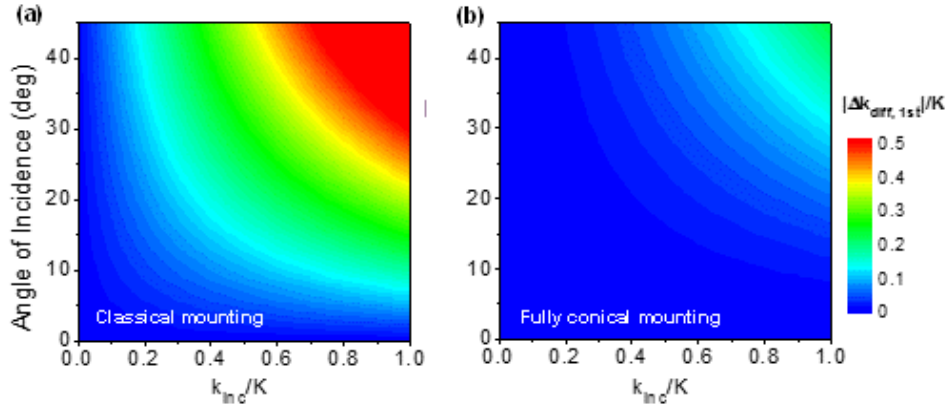 (a)
(b)
Angle of Incidence (deg)
40
30
20
10
0
Classical mounting
0.0 0.2 0.4 0.6 0.8 1.0
k_inc/K
40
30
20
10
0
Fully conical mounting
0.0 0.2 0.4 0.6 0.8 1.0
k_inc/K
|Δk_diff, 1st|/K
0.5
0.4
0.3
0.2
0.1
0